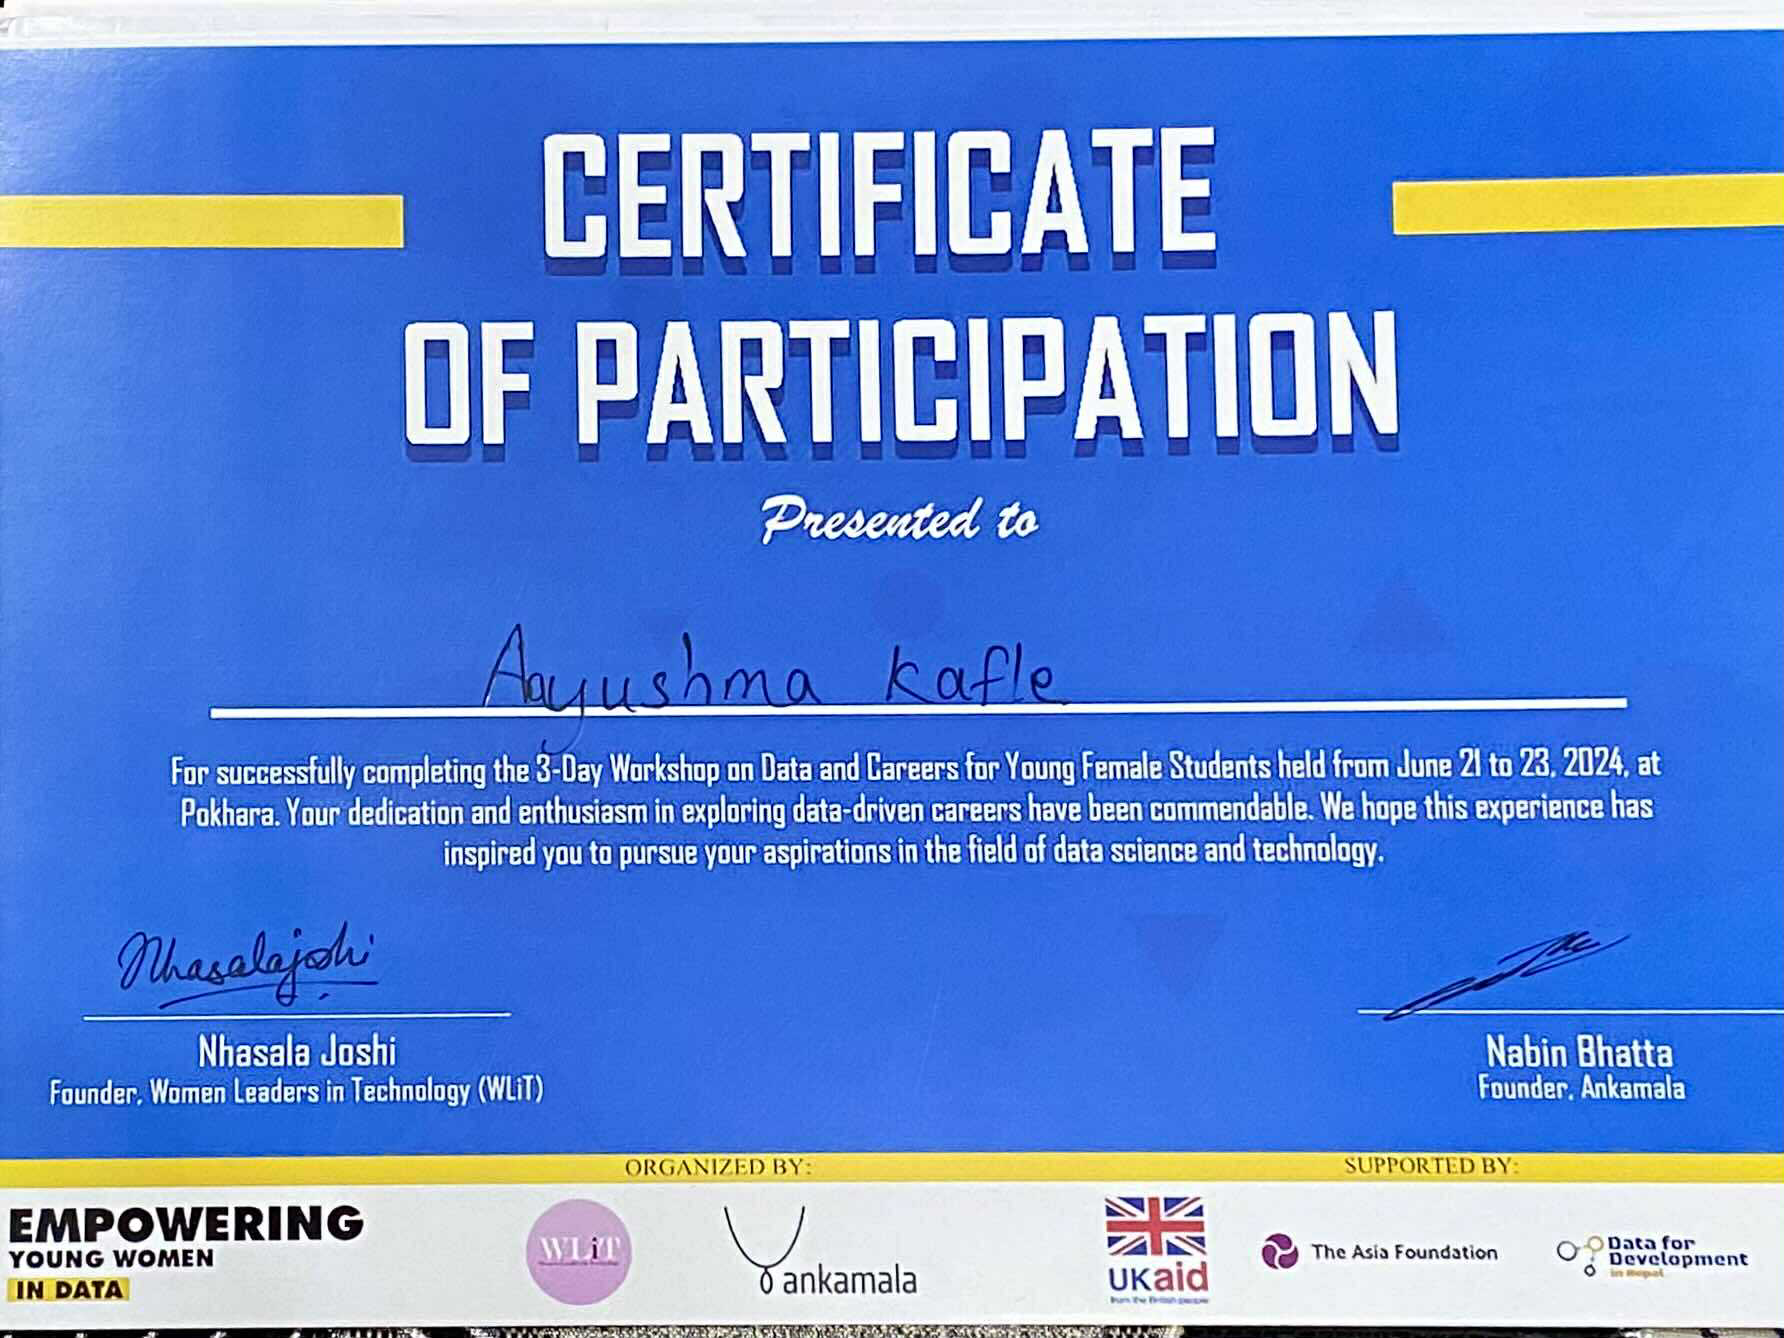 CERTIFICATE
OF PARTICIPATION
Presented to
Aayushma Kafle
For successfully completing the 3-Day Workshop on Data and Careers for Young Female Students held from June 21 to 23, 2024, at
Pokhara. Your dedication and enthusiasm in exploring data-driven careers have been commendable. We hope this experience has
inspired you to pursue your aspirations in the field of data science and technology.
Nhasalajoshi
Nhasala Joshi
Founder, Women Leaders in Technology (WLiT)
Nabin Bhatta
Founder, Ankamala
ORGANIZED BY:
SUPPORTED BY:
EMPOWERING
YOUNG WOMEN
IN DATA
WLiT
ankamala
UKaid
from the British people
The Asia Foundation
Data for
Development
in Nepal